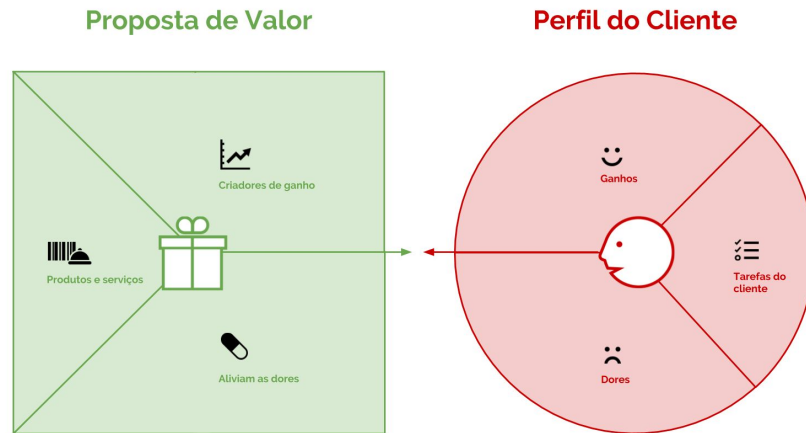 Proposta de Valor
Perfil do Cliente
Criadores de ganho
Produtos e serviços
Aliviam as dores
Ganhos
Tarefas do
cliente
Dores